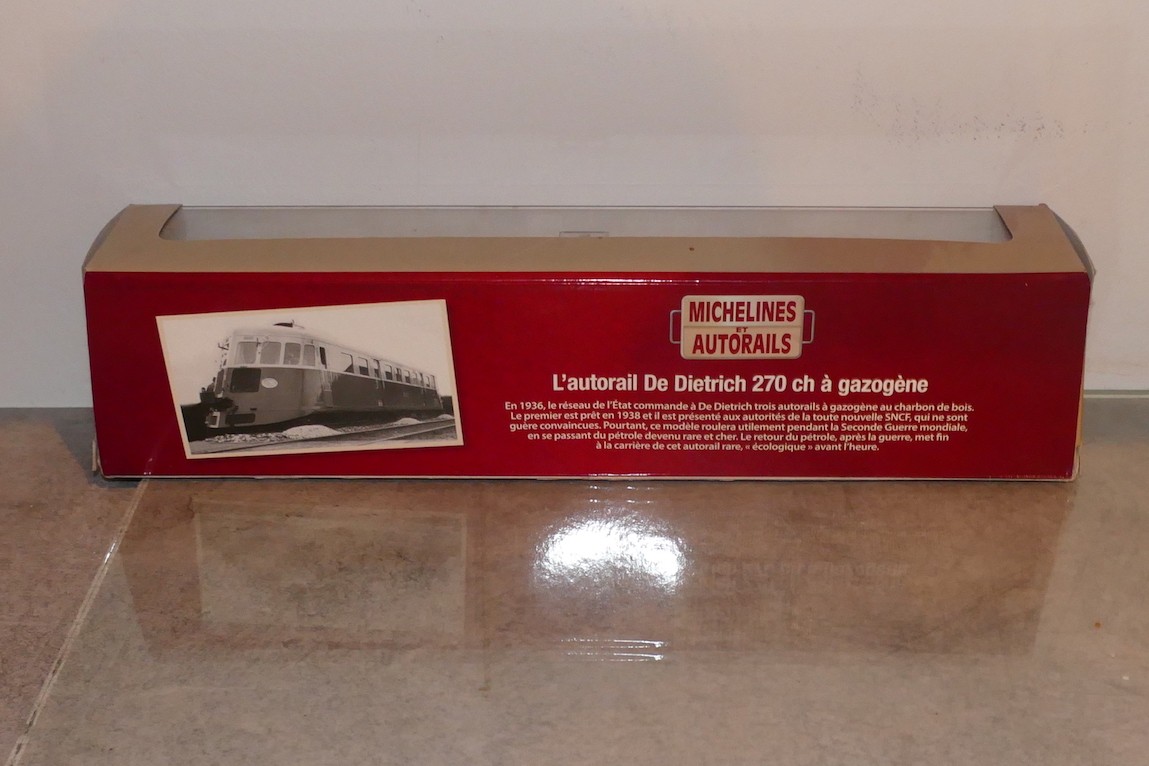 MICHELINES
ET
AUTORAILS
L'autorail De Dietrich 270 ch à gazogène
En 1936, le réseau de l'État commande à De Dietrich trois autorails à gazogène au charbon de bois.
Le premier est prêt en 1938 et il est présenté aux autorités de la toute nouvelle SNCF, qui ne sont
guère convaincues. Pourtant, ce modèle roulera utilement pendant la Seconde Guerre mondiale,
en se passant du pétrole devenu rare et cher. Le retour du pétrole, après la guerre, met fin
à la carrière de cet autorail rare, « écologique » avant l'heure.